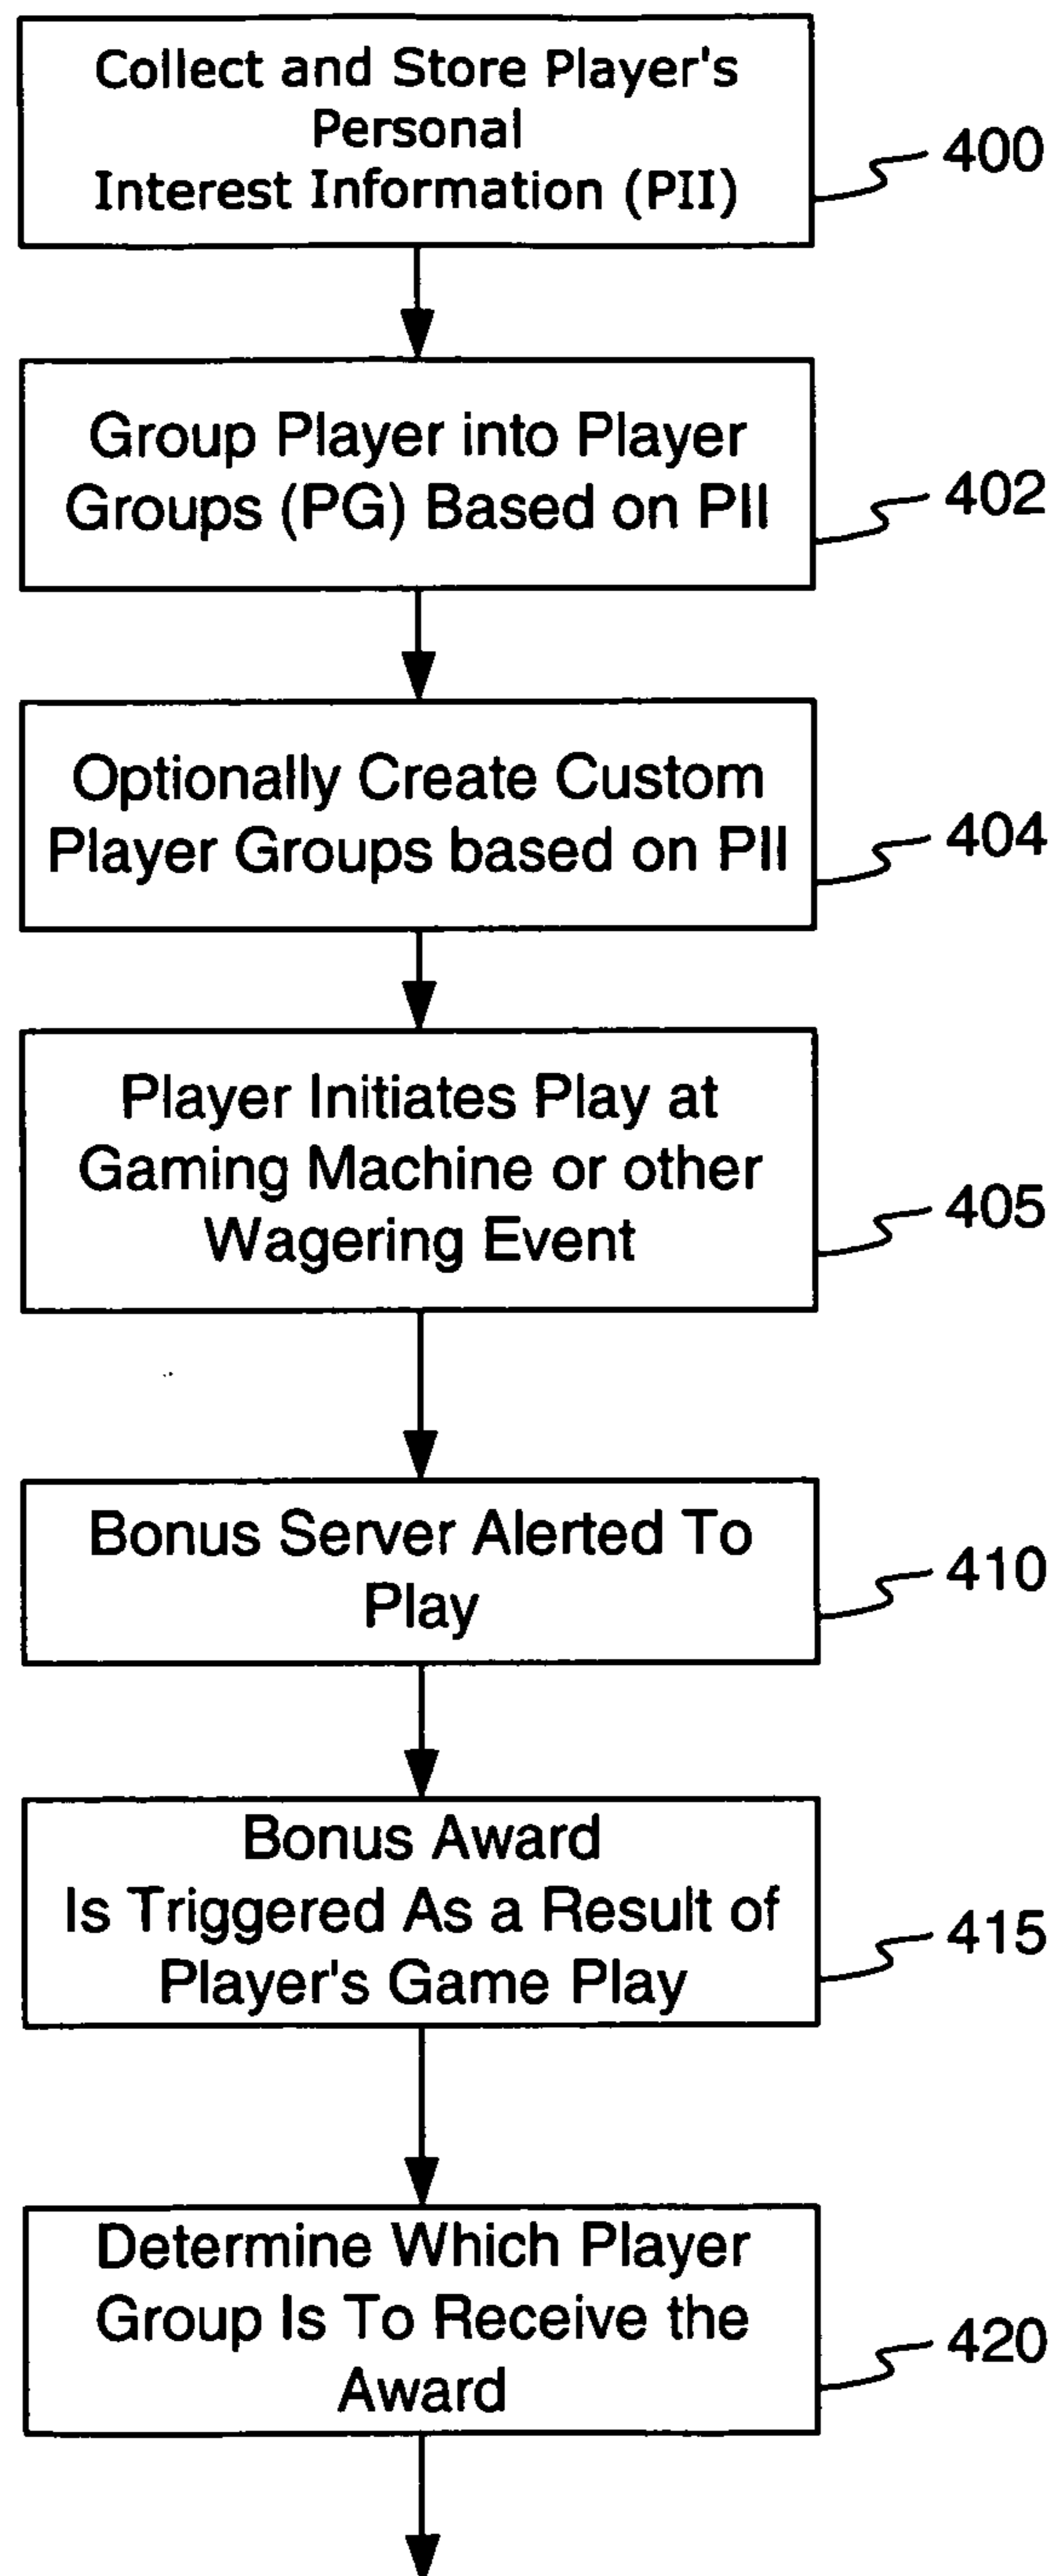 Collect and Store Player's
Personal
Interest Information (PII)
400
Group Player into Player
Groups (PG) Based on PII
402
Optionally Create Custom
Player Groups based on PII
404
Player Initiates Play at
Gaming Machine or other
Wagering Event
405
Bonus Server Alerted To
Play
410
Bonus Award
Is Triggered As a Result of
Player's Game Play
415
Determine Which Player
Group Is To Receive the
Award
420